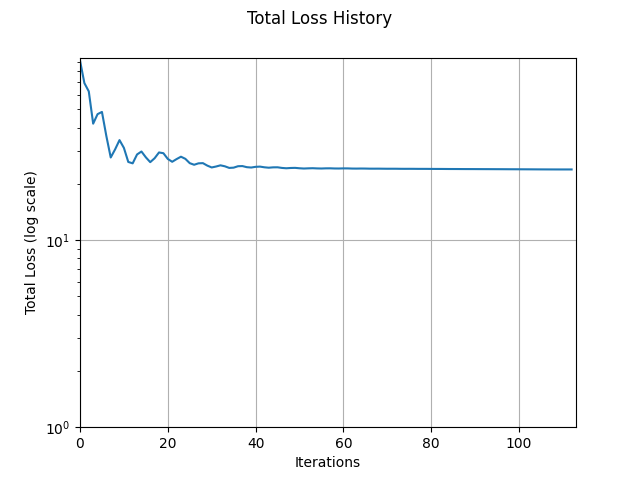 Total Loss History
Total Loss (log scale)
10¹
10⁰
0 20 40 60 80 100
Iterations